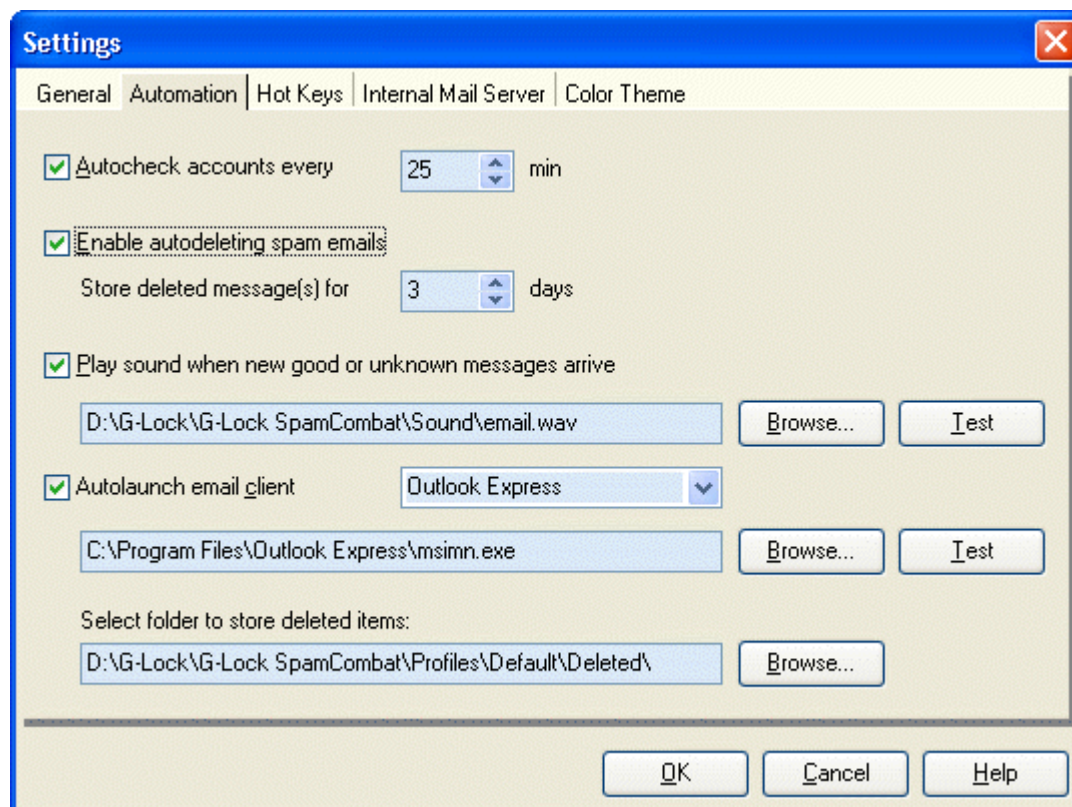 Settings
General Automation Hot Keys Internal Mail Server Color Theme
Autocheck accounts every 25 min
Enable autodeleting spam emails
Store deleted message(s) for 3 days
Play sound when new good or unknown messages arrive
D:\G-Lock\G-Lock SpamCombat\Sound\email.wav Browse... Test
Autolaunch email client Outlook Express
C:\Program Files\Outlook Express\msimn.exe Browse... Test
Select folder to store deleted items:
D:\G-Lock\G-Lock SpamCombat\Profiles\Default\Deleted\ Browse...
OK Cancel Help